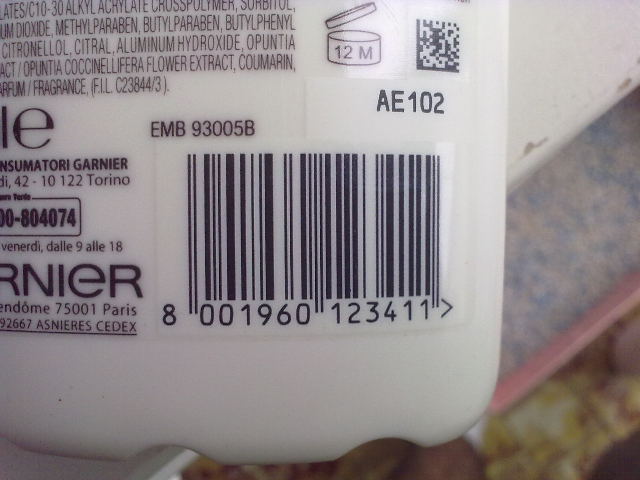 LATES/C10-30 ALKYL ACRYLATE CROSSPOLYMER, SORBITOL,
UM DIOXIDE, METHYLPARABEN, BUTYLPARABEN, BUTYLPHENYL
CITRONELLOL, CITRAL, ALUMINUM HYDROXIDE, OPUNTIA
ACT / OPUNTIA COCCINELLIFERA FLOWER EXTRACT, COUMARIN,
ARFUM / FRAGRANCE, (F.I.L. C23844/3).
12 M
AE102
le
EMB 93005B
NSUMATORI GARNIER
di, 42 - 10 122 Torino
00-804074
venerdì, dalle 9 alle 18
RNIER
endôme 75001 Paris
92667 ASNIERES CEDEX
8 001960 123411 >